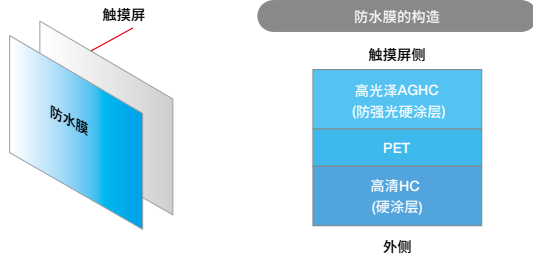 触摸屏
防水膜
防水膜的构造
触摸屏侧
高光泽AGHC
(防强光硬涂层)
PET
高清HC
(硬涂层)
外侧